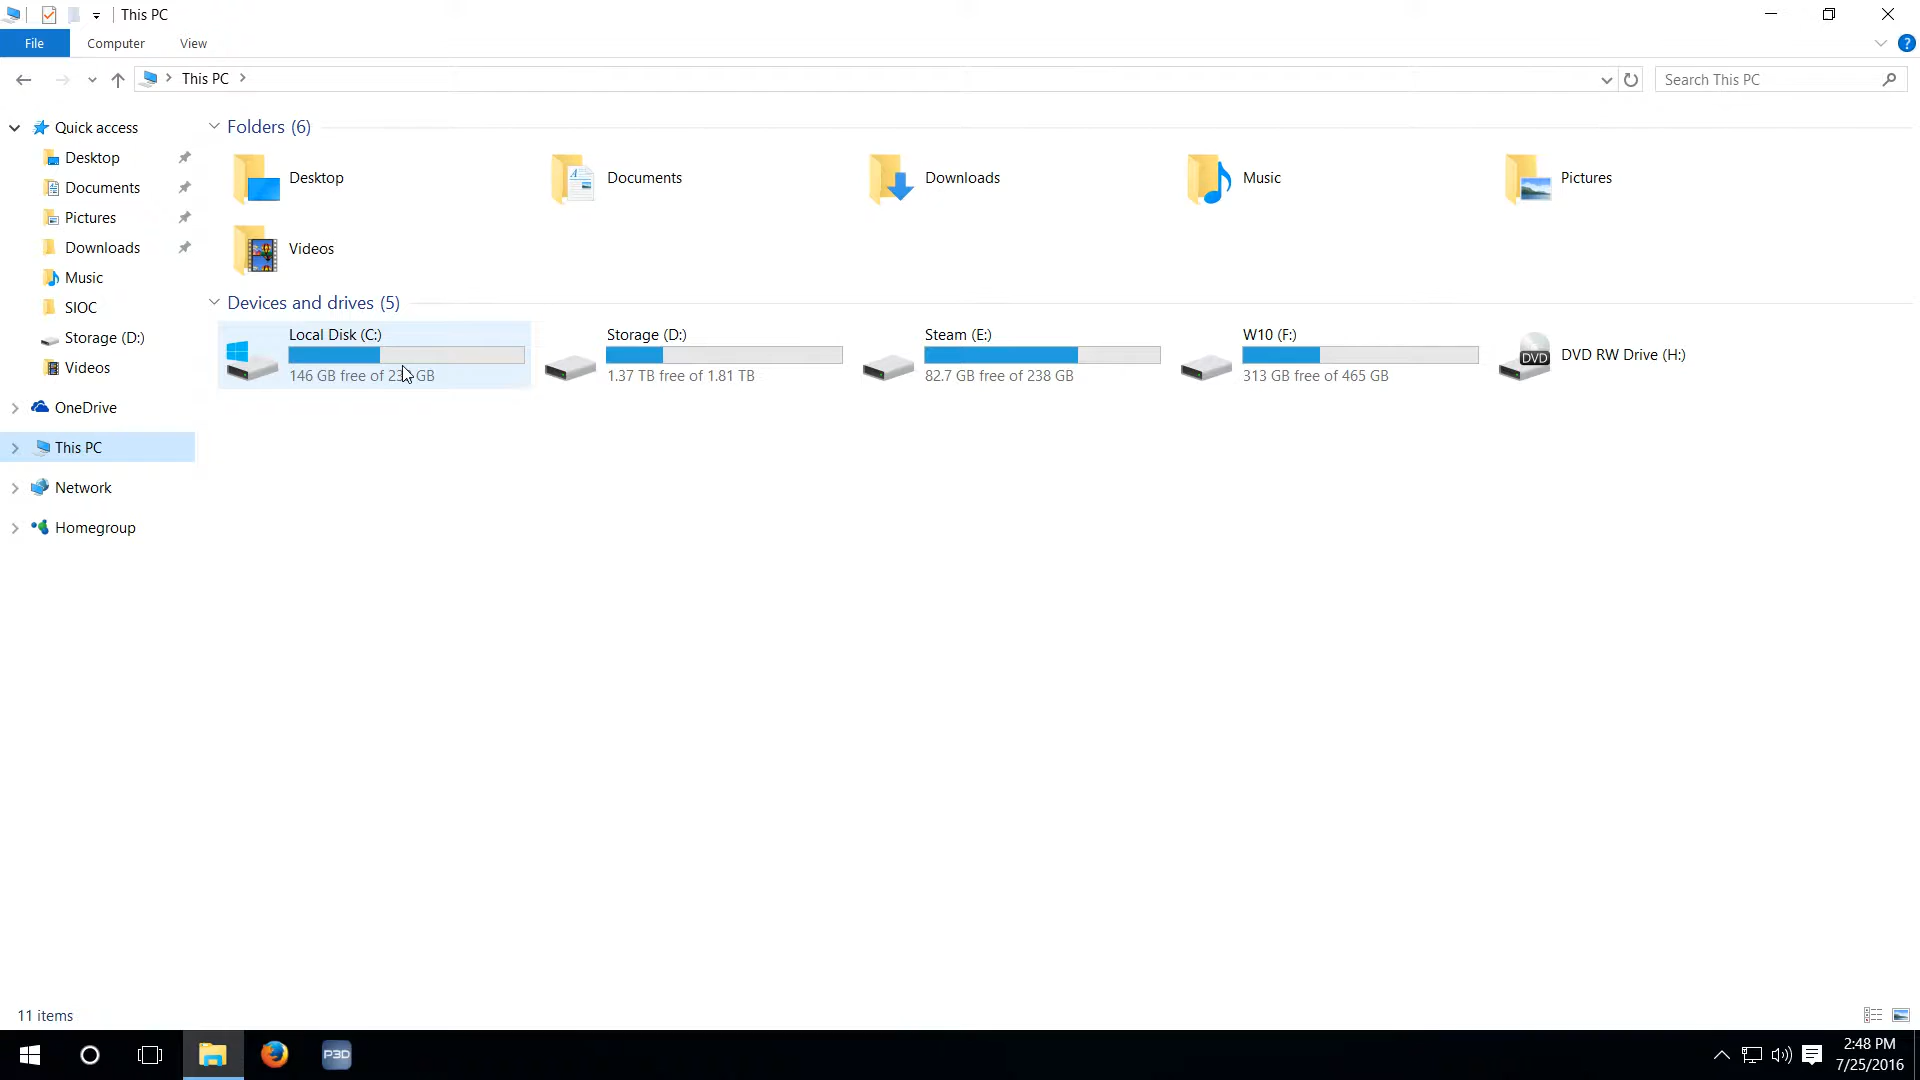 This PC
File Computer View
This PC
Search This PC
Quick access
Desktop
Documents
Pictures
Downloads
Music
SIOC
Storage (D:)
Videos
OneDrive
This PC
Network
Homegroup
Folders (6)
Desktop
Documents
Downloads
Music
Pictures
Videos
Devices and drives (5)
Local Disk (C:)
146 GB free of GB
Storage (D:)
1.37 TB free of 1.81 TB
Steam (E:)
82.7 GB free of 238 GB
W10 (F:)
313 GB free of 465 GB
DVD
DVD RW Drive (H:)
11 items
P3D
2:48 PM
7/25/2016